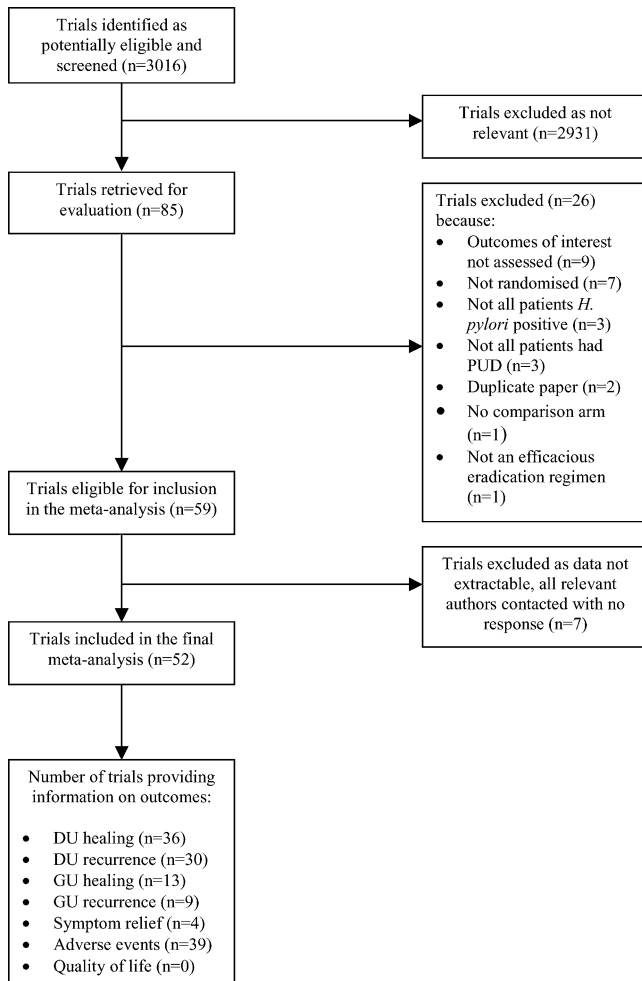 Trials identified as
potentially eligible and
screened (n=3016)
Trials excluded as not
relevant (n=2931)
Trials retrieved for
evaluation (n=85)
Trials excluded (n=26)
because:
• Outcomes of interest
not assessed (n=9)
• Not randomised (n=7)
• Not all patients H.
pylori positive (n=3)
• Not all patients had
PUD (n=3)
• Duplicate paper (n=2)
• No comparison arm
(n=1)
• Not an efficacious
eradication regimen
(n=1)
Trials eligible for inclusion
in the meta-analysis (n=59)
Trials excluded as data not
extractable, all relevant
authors contacted with no
response (n=7)
Trials included in the final
meta-analysis (n=52)
Number of trials providing
information on outcomes:
• DU healing (n=36)
• DU recurrence (n=30)
• GU healing (n=13)
• GU recurrence (n=9)
• Symptom relief (n=4)
• Adverse events (n=39)
• Quality of life (n=0)